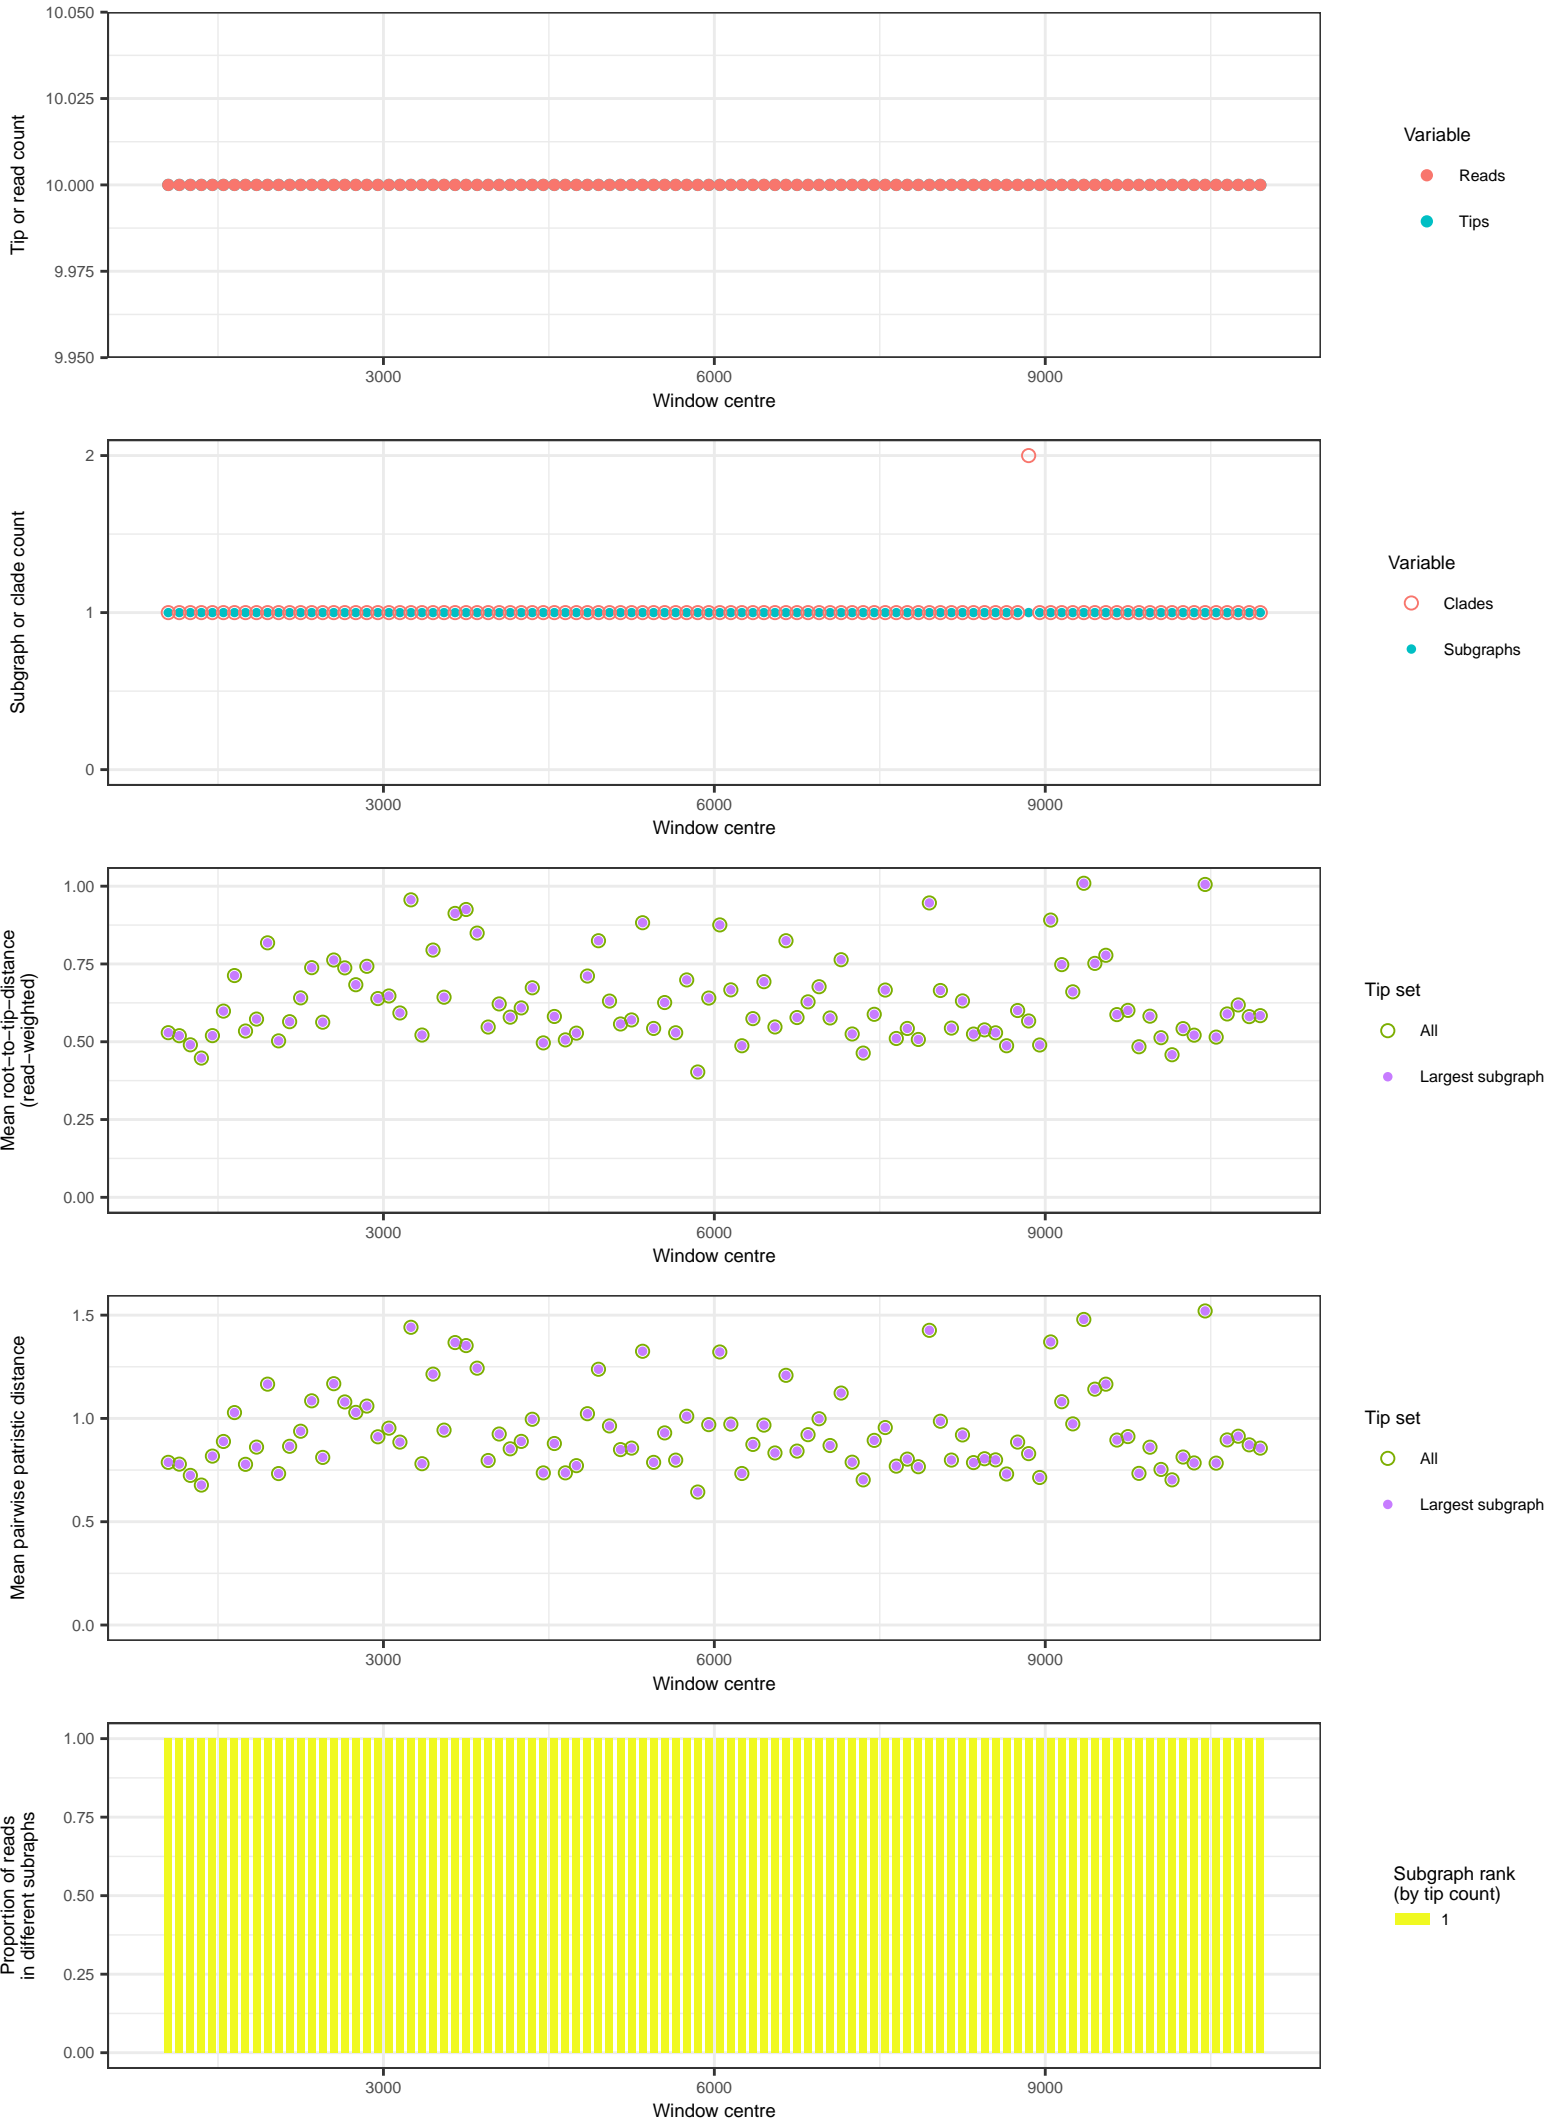 10.050
10.025
10.000
9.975
9.950
Tip or read count
3000 6000 9000
Window centre
Variable
Reads
Tips
2
1
0
Subgraph or clade count
3000 6000 9000
Window centre
Variable
Clades
Subgraphs
1.00
0.75
0.50
0.25
0.00
Mean root−to−tip−distance
(read−weighted)
3000 6000 9000
Window centre
Tip set
All
Largest subgraph
1.5
1.0
0.5
0.0
Mean pairwise patristic distance
3000 6000 9000
Window centre
Tip set
All
Largest subgraph
1.00
0.75
0.50
0.25
0.00
Proportion of reads
in different subraphs
3000 6000 9000
Window centre
Subgraph rank
(by tip count)
1